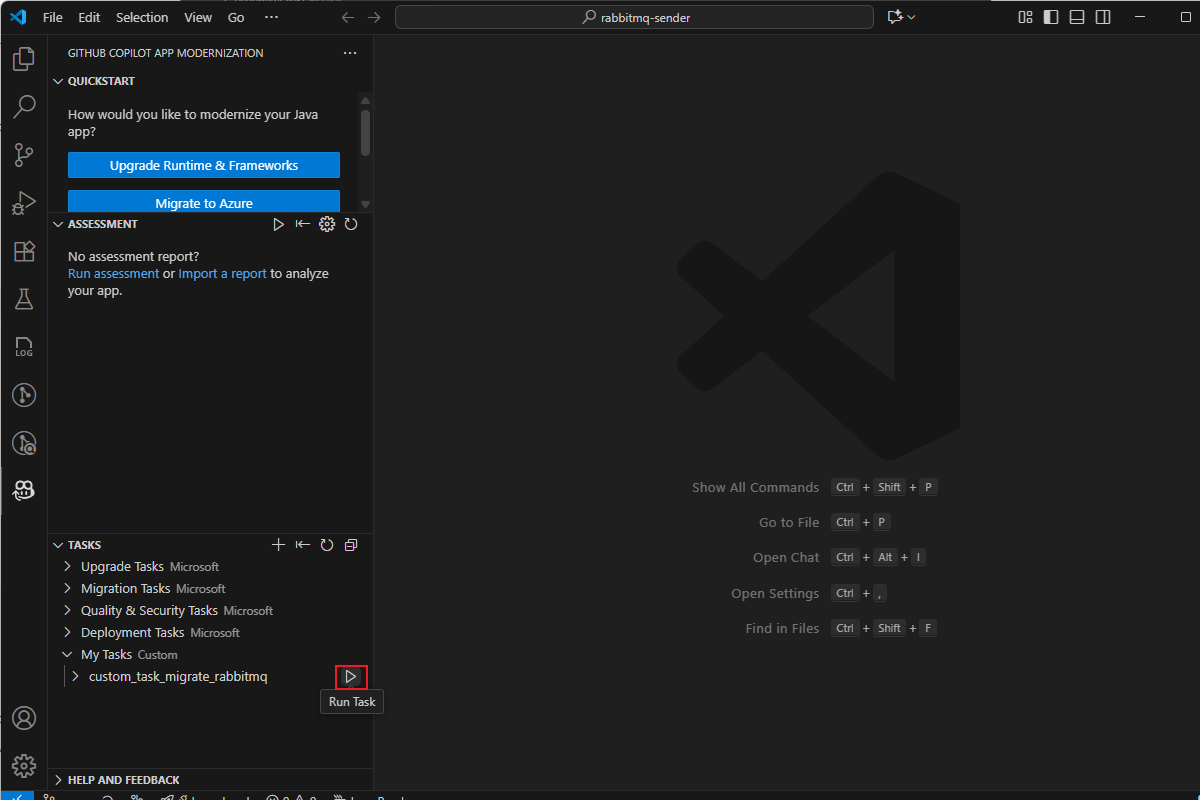 File Edit Selection View Go ···
rabbitmq-sender
GITHUB COPILOT APP MODERNIZATION
QUICKSTART
How would you like to modernize your Java
app?
Upgrade Runtime & Frameworks
Migrate to Azure
ASSESSMENT
No assessment report?
Run assessment or Import a report to analyze
your app.
LOG
TASKS
Upgrade Tasks Microsoft
Migration Tasks Microsoft
Quality & Security Tasks Microsoft
Deployment Tasks Microsoft
My Tasks Custom
custom_task_migrate_rabbitmq
Run Task
HELP AND FEEDBACK
Show All Commands Ctrl + Shift + P
Go to File Ctrl + P
Open Chat Ctrl + Alt + I
Open Settings Ctrl + ,
Find in Files Ctrl + Shift + F